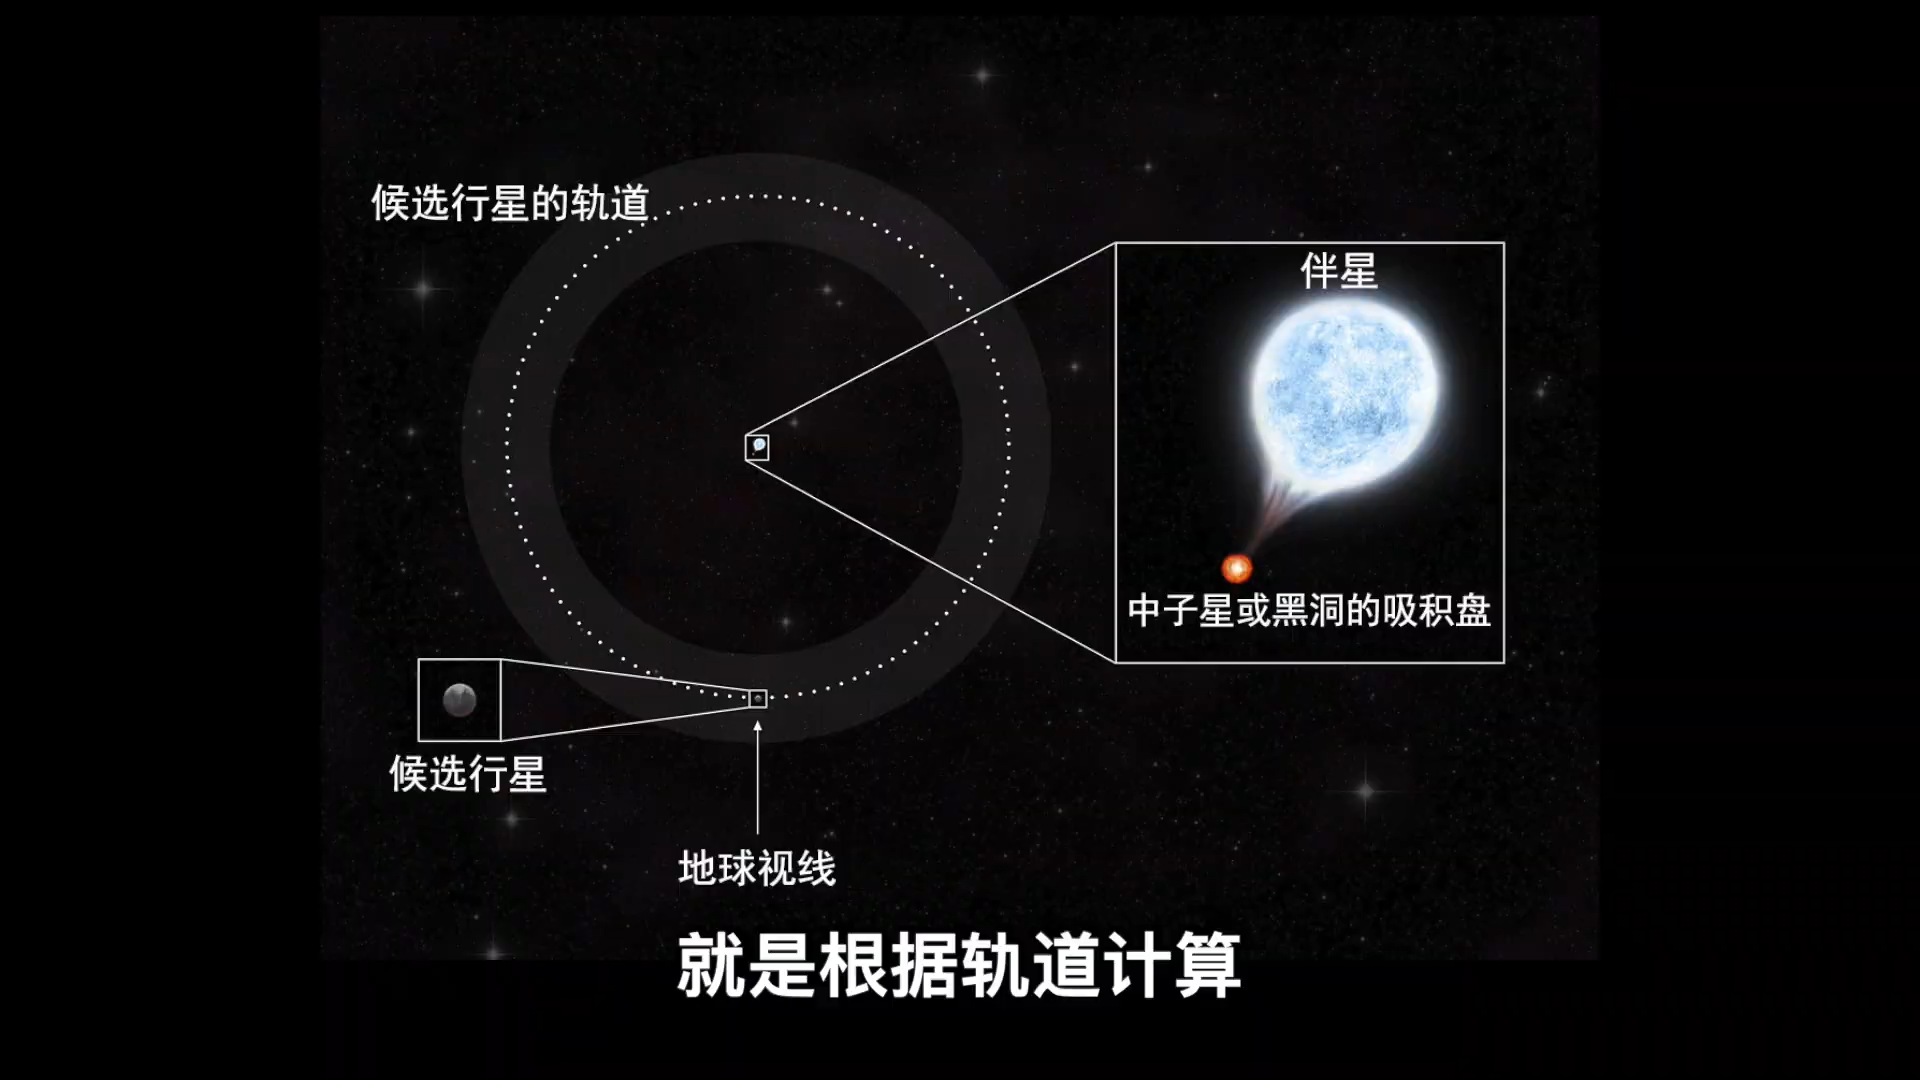 候选行星的轨道
伴星
中子星或黑洞的吸积盘
候选行星
地球视线
就是根据轨道计算